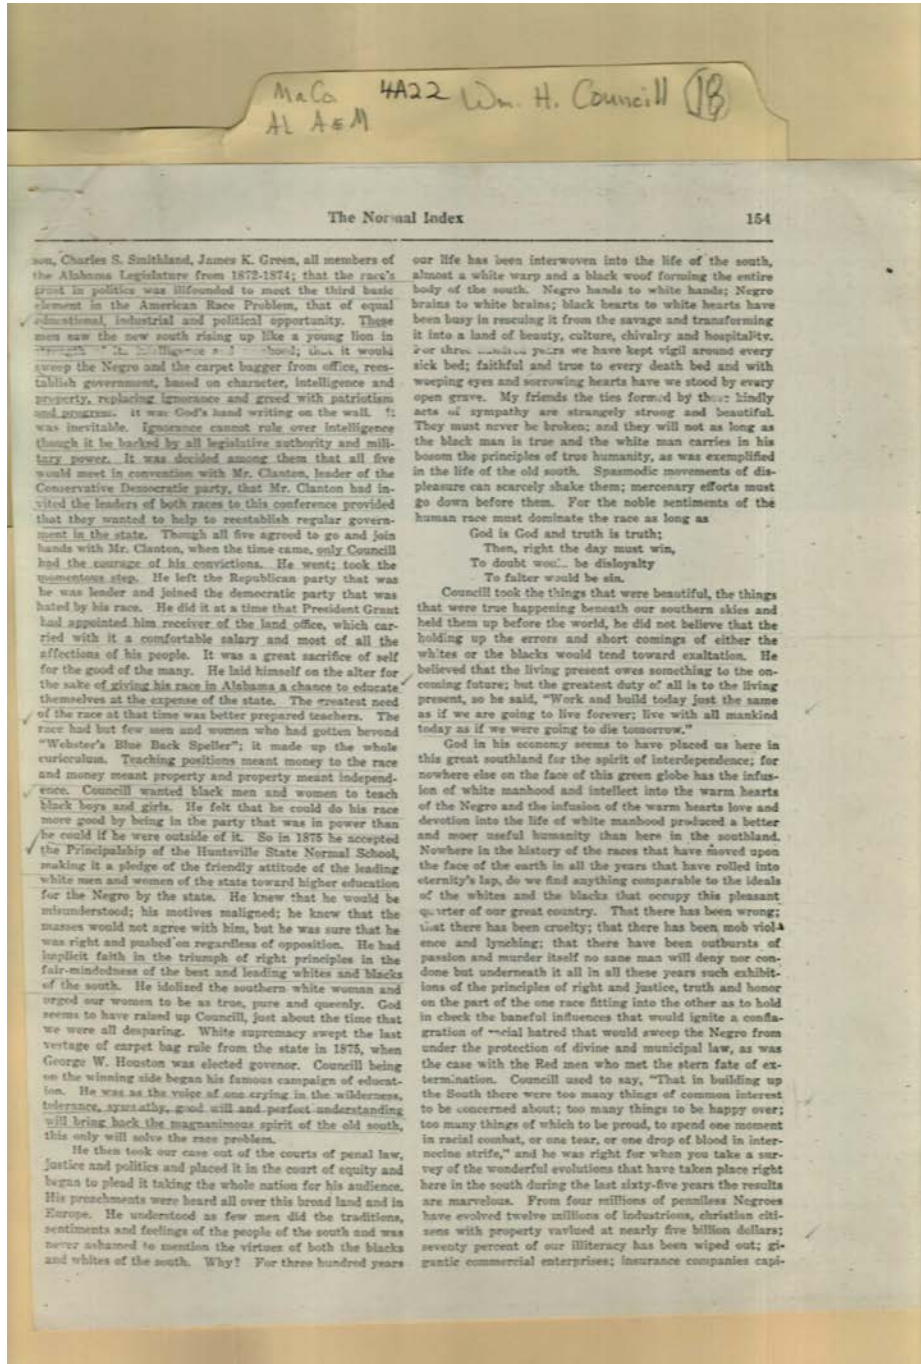 MaCo 4A22 Wm. H. Councill 18
AL A&M
The Normal Index 154
son, Charles S. Smithland, James K. Green, all members of
the Alabama Legislature from 1872-1874; that the race's
trust in politics was illfounded to meet the third basic
element in the American Race Problem, that of equal
educational, industrial and political opportunity. These
men saw the new south rising up like a young lion in
strength that it would
sweep the Negro and the carpet bagger from office, rees-
tablish government, based on character, intelligence and
property, replacing ignorance and greed with patriotism
and progress. it was God's hand writing on the wall. It
was inevitable. Ignorance cannot rule over intelligence
though it be backed by all legislative authority and mili-
tary power. It was decided among them that all five
would meet in convention with Mr. Clanton, leader of the
Conservative Democratic party, that Mr. Clanton had in-
vited the leaders of both races to this conference provided
that they wanted to help to reestablish regular govern-
ment in the state. Though all five agreed to go and join
hands with Mr. Clanton, when the time came, only Councill
had the courage of his convictions. He went; took the
momentous step. He left the Republican party that was
he was leader and joined the democratic party that was
hated by his race. He did it at a time that President Grant
had appointed him receiver of the land office, which car-
ried with it a comfortable salary and most of all the
affections of his people. It was a great sacrifice of self
for the good of the many. He laid himself on the alter for
the sake of giving his race in Alabama a chance to educate
themselves at the expense of the state. The greatest need
of the race at that time was better prepared teachers. The
race had but few men and women who had gotten beyond
"Webster's Blue Back Speller"; it made up the whole
curiculum. Teaching positions meant money to the race
and money meant property and property meant independ-
ence. Councill wanted black men and women to teach
black boys and girls. He felt that he could do his race
more good by being in the party that was in power than
he could if he were outside of it. So in 1875 he accepted
the Principalship of the Huntsville State Normal School,
making it a pledge of the friendly attitude of the leading
white men and women of the state toward higher education
for the Negro by the state. He knew that he would be
misunderstood; his motives maligned; he knew that the
masses would not agree with him, but he was sure that he
was right and pushed on regardless of opposition. He had
implicit faith in the triumph of right principles in the
fair-mindedness of the best and leading whites and blacks
of the south. He idolized the southern white woman and
urged our women to be as true, pure and queenly. God
seems to have raised up Councill, just about the time that
we were all desparing. White supremacy swept the last
vertage of carpet bag rule from the state in 1875, when
George W. Houston was elected govenor. Councill being
on the winning side began his famous campaign of educat-
ion. He was as the voice of one crying in the wilderness,
tolerance, sympathy, good will and perfect understanding
will bring back the magnanimous spirit of the old south,
this only will solve the race problem.
He then took our case out of the courts of penal law,
justice and politics and placed it in the court of equity and
began to plead it taking the whole nation for his audience.
His preachments were heard all over this broad land and in
Europe. He understood as few men did the traditions,
sentiments and feelings of the people of the south and was
never ashamed to mention the virtues of both the blacks
and whites of the south. Why? For three hundred years
our life has been interwoven into the life of the south,
almost a white warp and a black woof forming the entire
body of the south. Negro hands to white hands; Negro
brains to white brains; black hearts to white hearts have
been busy in rescuing it from the savage and transforming
it into a land of beauty, culture, chivalry and hospitality.
For three hundred years we have kept vigil around every
sick bed; faithful and true to every death bed and with
weeping eyes and sorrowing hearts have we stood by every
open grave. My friends the ties formed by these kindly
acts of sympathy are strangely strong and beautiful.
They must never be broken; and they will not as long as
the black man is true and the white man carries in his
bosom the principles of true humanity, as was exemplified
in the life of the old south. Spasmodic movements of dis-
pleasure can scarcely shake them; mercenary efforts must
go down before them. For the noble sentiments of the
human race must dominate the race as long as
God is God and truth is truth;
Then, right the day must win,
To doubt would be disloyalty
To falter would be sin.
Councill took the things that were beautiful, the things
that were true happening beneath our southern skies and
held them up before the world, he did not believe that the
holding up the errors and short comings of either the
whites or the blacks would tend toward exaltation. He
believed that the living present owes something to the on-
coming future; but the greatest duty of all is to the living
present, so he said, "Work and build today just the same
as if we are going to live forever; live with all mankind
today as if we were going to die tomorrow."
God in his economy seems to have placed us here in
this great southland for the spirit of interdependence; for
nowhere else on the face of this green globe has the infus-
ion of white manhood and intellect into the warm hearts
of the Negro and the infusion of the warm hearts love and
devotion into the life of white manhood produced a better
and moer useful humanity than here in the southland.
Nowhere in the history of the races that have moved upon
the face of the earth in all the years that have rolled into
eternity's lap, do we find anything comparable to the ideals
of the whites and the blacks that occupy this pleasant
quarter of our great country. That there has been wrong;
that there has been cruelty; that there has been mob viol-
ence and lynching; that there have been outbursts of
passion and murder itself no sane man will deny nor con-
done but underneath it all in all these years such exhibit-
ions of the principles of right and justice, truth and honor
on the part of the one race fitting into the other as to hold
in check the baneful influences that would ignite a confla-
gration of racial hatred that would sweep the Negro from
under the protection of divine and municipal law, as was
the case with the Red men who met the stern fate of ex-
termination. Councill used to say, "That in building up
the South there were too many things of common interest
to be concerned about; too many things to be happy over;
too many things of which to be proud, to spend one moment
in racial combat, or one tear, or one drop of blood in inter-
necine strife," and he was right for when you take a sur-
vey of the wonderful evolutions that have taken place right
here in the south during the last sixty-five years the results
are marvelous. From four millions of penniless Negroes
have evolved twelve millions of industrious, christian citi-
zens with property vavlued at nearly five billion dollars;
seventy percent of our illiteracy has been wiped out; gi-
gantic commercial enterprises; insurance companies capi-